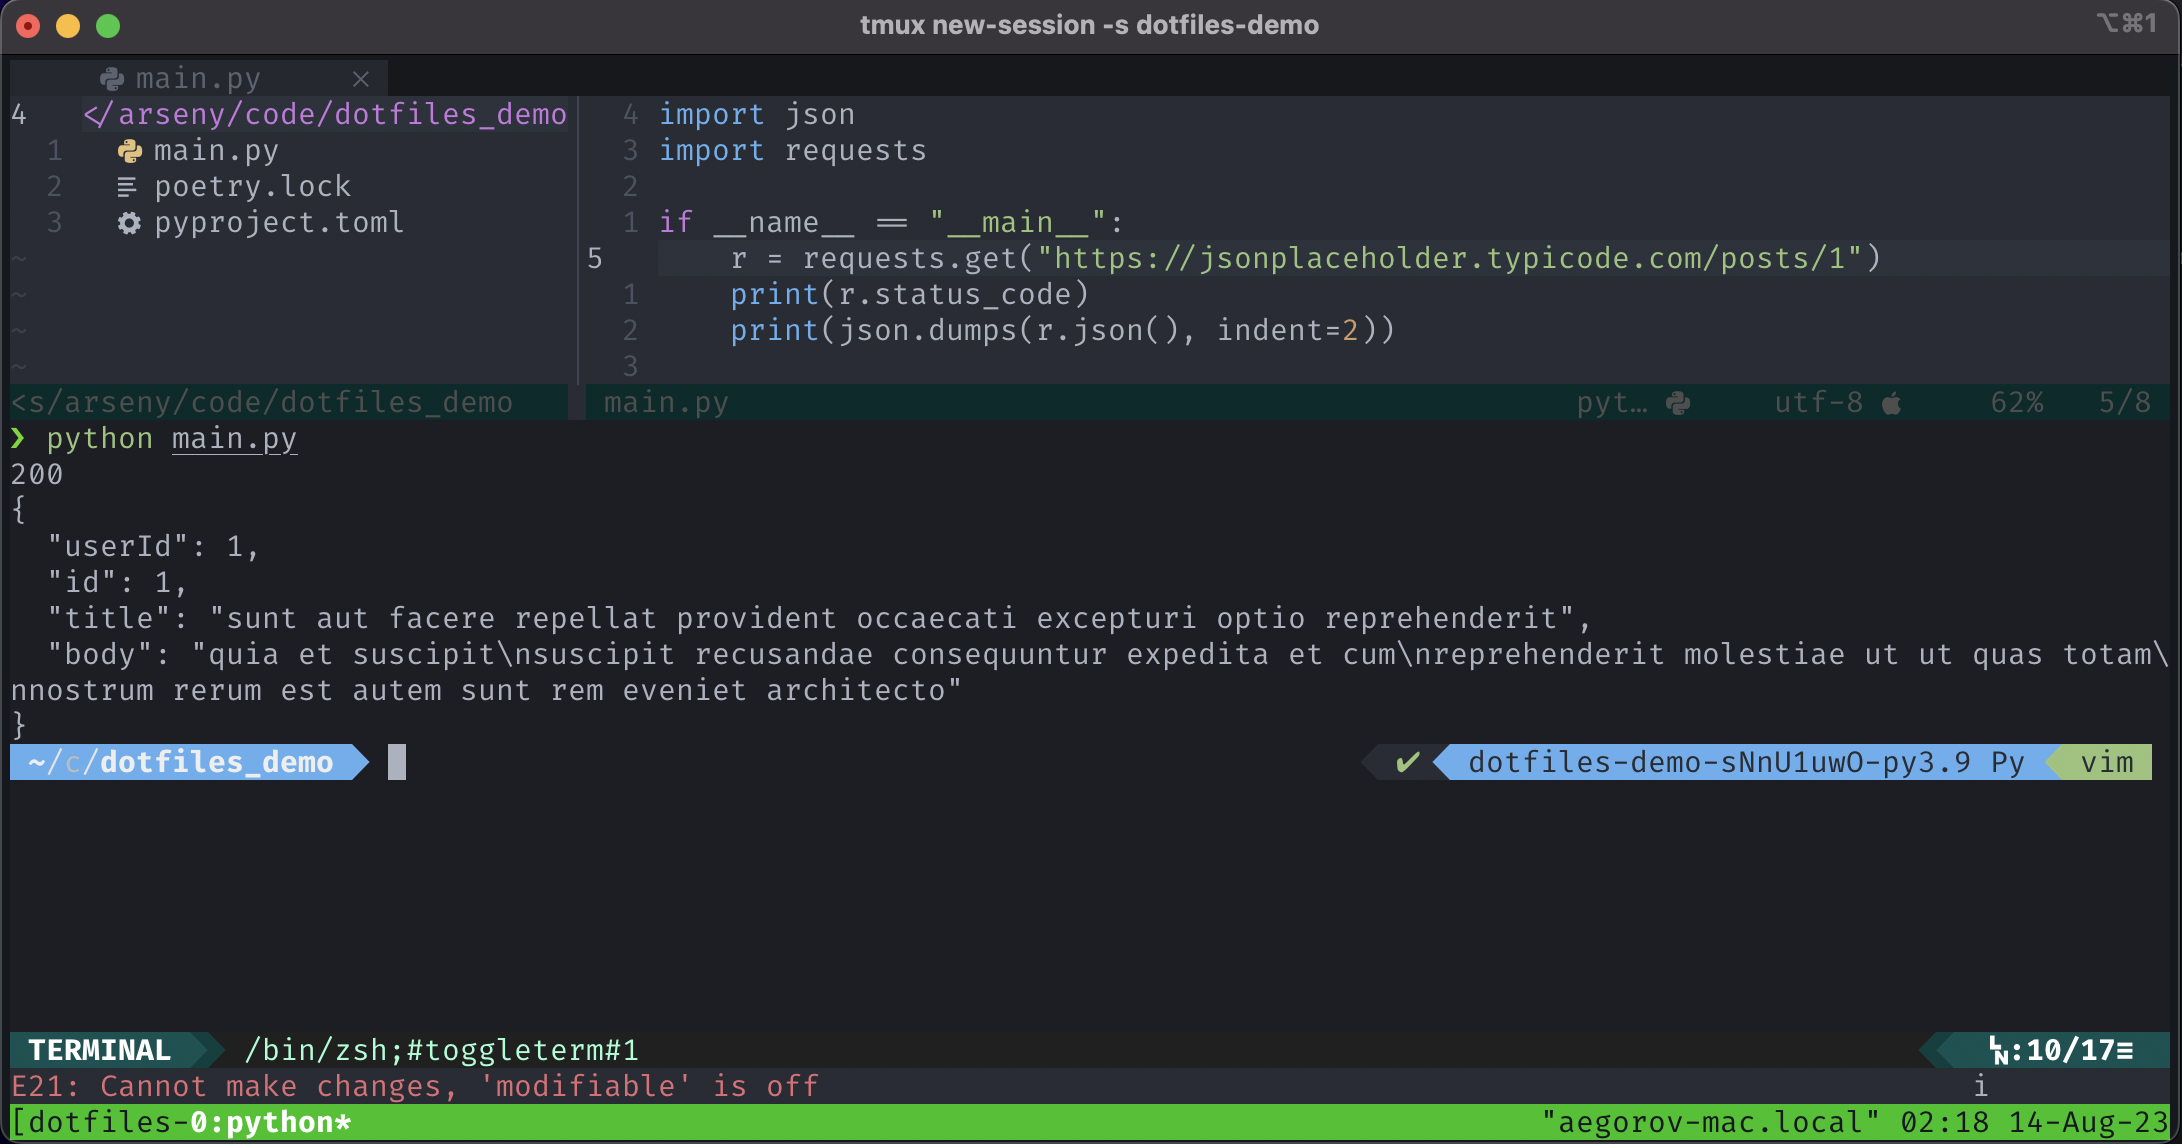 tmux new-session -s dotfiles-demo ⌥⌘1
main.py ×
4 </arseny/code/dotfiles_demo
1 main.py
2 poetry.lock
3 pyproject.toml
~
~
~
~
<s/arseny/code/dotfiles_demo
4 import json
3 import requests
2
1 if __name__ == "__main__":
5     r = requests.get("https://jsonplaceholder.typicode.com/posts/1")
1     print(r.status_code)
2     print(json.dumps(r.json(), indent=2))
3
main.py pyt… utf-8 62% 5/8
❯ python main.py
200
{
  "userId": 1,
  "id": 1,
  "title": "sunt aut facere repellat provident occaecati excepturi optio reprehenderit",
  "body": "quia et suscipit\nsuscipit recusandae consequuntur expedita et cum\nreprehenderit molestiae ut ut quas totam\
nnostrum rerum est autem sunt rem eveniet architecto"
}
~/c/dotfiles_demo ✔ dotfiles-demo-sNnU1uwO-py3.9 Py vim
TERMINAL /bin/zsh;#toggleterm#1 LN:10/17≡
E21: Cannot make changes, 'modifiable' is off i
[dotfiles-0:python* "aegorov-mac.local" 02:18 14-Aug-23